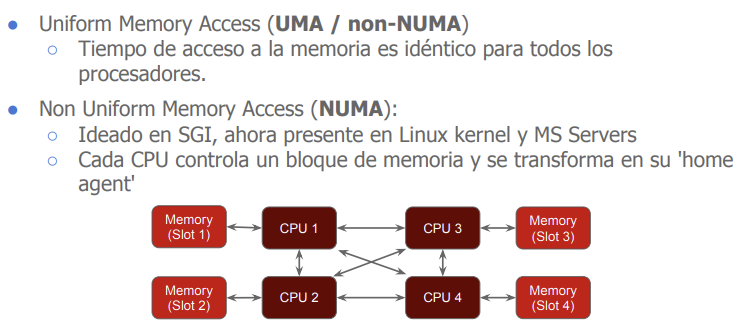 ● Uniform Memory Access (UMA / non-NUMA)
○ Tiempo de acceso a la memoria es idéntico para todos los
procesadores.
● Non Uniform Memory Access (NUMA):
○ Ideado en SGI, ahora presente en Linux kernel y MS Servers
○ Cada CPU controla un bloque de memoria y se transforma en su 'home
agent'
Memory
(Slot 1)
CPU 1
CPU 3
Memory
(Slot 3)
Memory
(Slot 2)
CPU 2
CPU 4
Memory
(Slot 4)